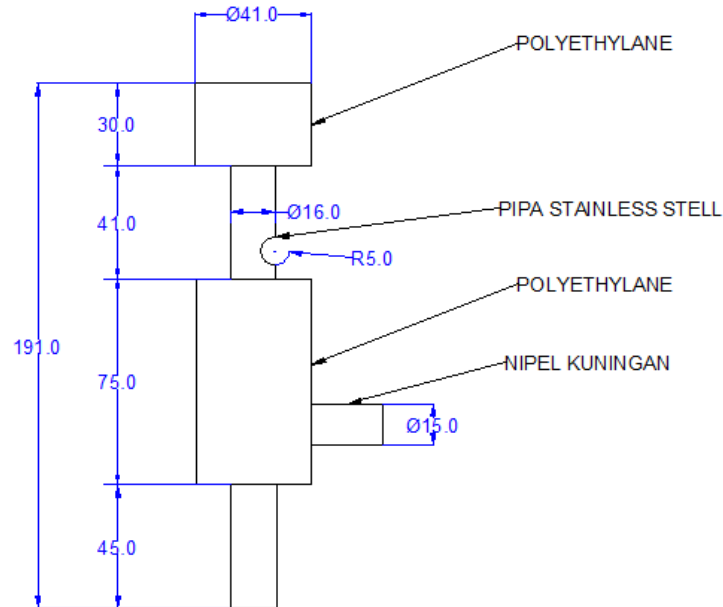 Ø41.0
POLYETHYLANE
30.0
41.0
Ø16.0
PIPA STAINLESS STELL
R5.0
POLYETHYLANE
191.0
75.0
NIPEL KUNINGAN
Ø15.0
45.0